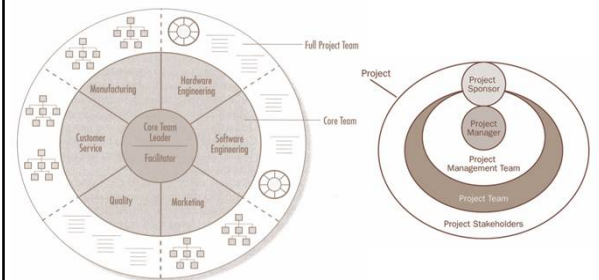 Full Project Team
Manufacturing
Hardware
Engineering
Core Team
Customer
Service
Core Team
Leader
Facilitator
Software
Engineering
Quality
Marketing
Project
Project
Sponsor
Project
Manager
Project
Management Team
Project Team
Project Stakeholders